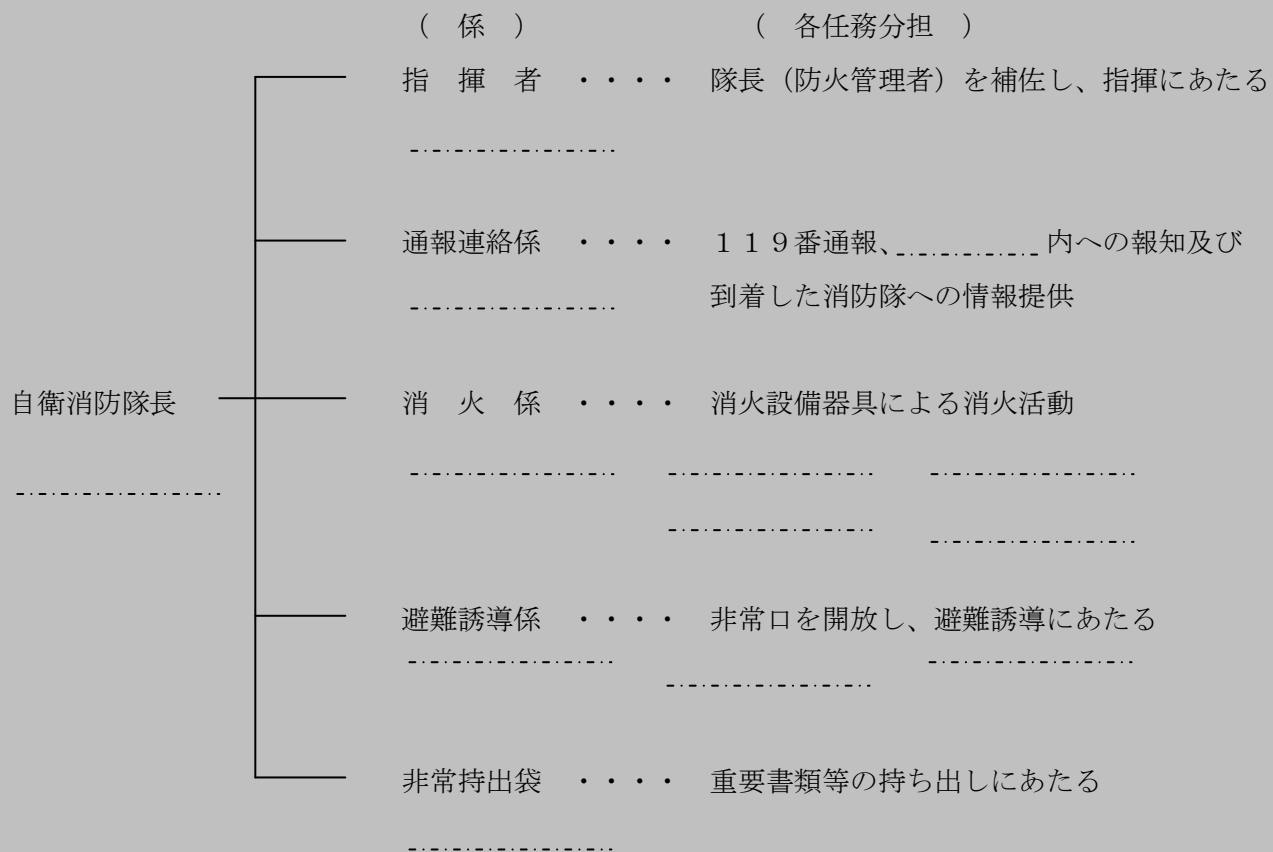 （　係　）　（　各任務分担　）
指　揮　者　・・・・　隊長（防火管理者）を補佐し、指揮にあたる
通報連絡係　・・・・　１１９番通報、　内への報知及び
到着した消防隊への情報提供
自衛消防隊長　消　火　係　・・・・　消火設備器具による消火活動
避難誘導係　・・・・　非常口を開放し、避難誘導にあたる
非常持出袋　・・・・　重要書類等の持ち出しにあたる